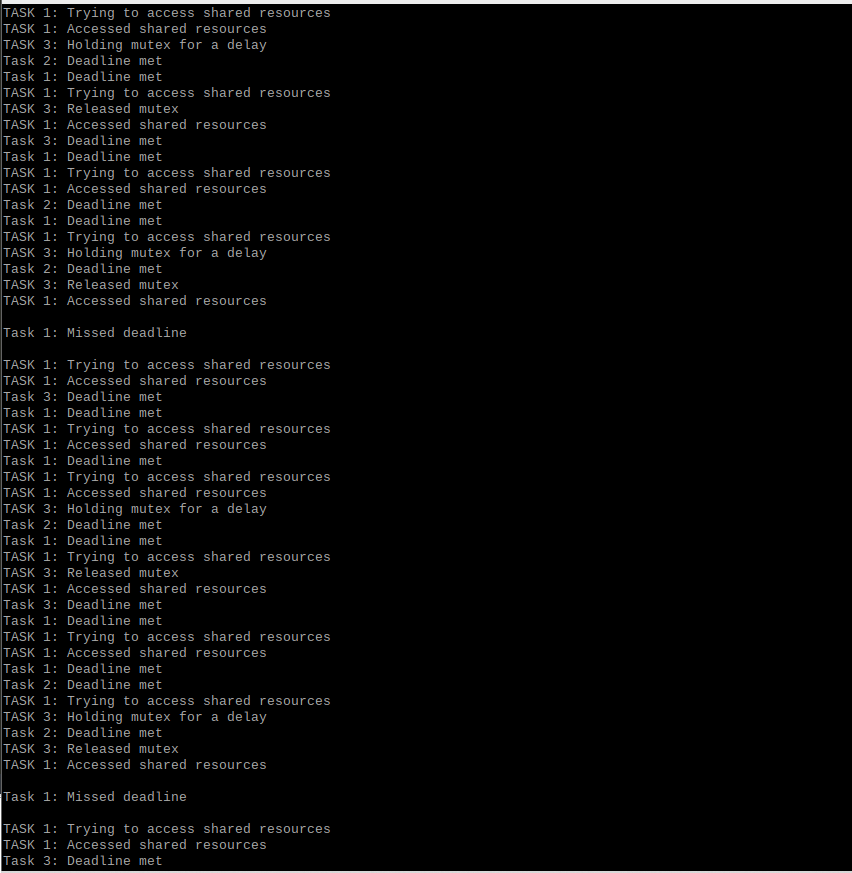 TASK 1: Trying to access shared resources
TASK 1: Accessed shared resources
TASK 3: Holding mutex for a delay
Task 2: Deadline met
Task 1: Deadline met
TASK 1: Trying to access shared resources
TASK 3: Released mutex
TASK 1: Accessed shared resources
Task 3: Deadline met
Task 1: Deadline met
TASK 1: Trying to access shared resources
TASK 1: Accessed shared resources
Task 2: Deadline met
Task 1: Deadline met
TASK 1: Trying to access shared resources
TASK 3: Holding mutex for a delay
Task 2: Deadline met
TASK 3: Released mutex
TASK 1: Accessed shared resources
Task 1: Missed deadline
TASK 1: Trying to access shared resources
TASK 1: Accessed shared resources
Task 3: Deadline met
Task 1: Deadline met
TASK 1: Trying to access shared resources
TASK 1: Accessed shared resources
Task 1: Deadline met
TASK 1: Trying to access shared resources
TASK 1: Accessed shared resources
TASK 3: Holding mutex for a delay
Task 2: Deadline met
Task 1: Deadline met
TASK 1: Trying to access shared resources
TASK 3: Released mutex
TASK 1: Accessed shared resources
Task 3: Deadline met
Task 1: Deadline met
TASK 1: Trying to access shared resources
TASK 1: Accessed shared resources
Task 1: Deadline met
Task 2: Deadline met
TASK 1: Trying to access shared resources
TASK 3: Holding mutex for a delay
Task 2: Deadline met
TASK 3: Released mutex
TASK 1: Accessed shared resources
Task 1: Missed deadline
TASK 1: Trying to access shared resources
TASK 1: Accessed shared resources
Task 3: Deadline met